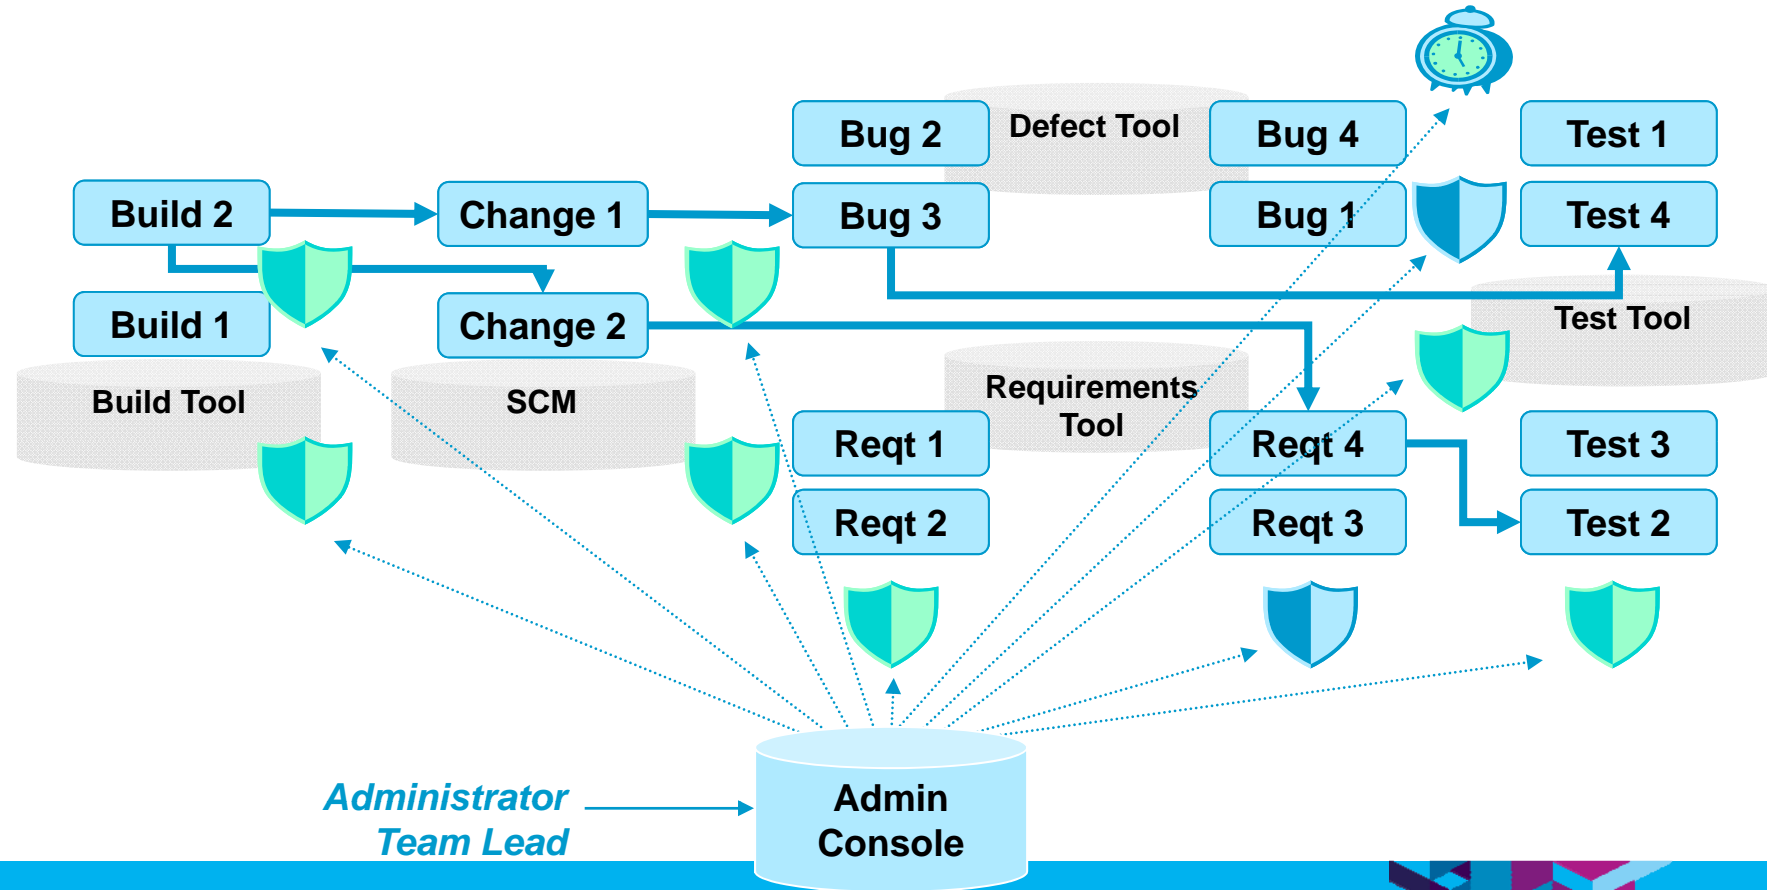 Bug 2
Defect Tool
Bug 4
Test 1
Build 2
Change 1
Bug 3
Bug 1
Test 4
Build 1
Change 2
Test Tool
Build Tool
SCM
Requirements
Tool
Reqt 1
Reqt 4
Test 3
Reqt 2
Reqt 3
Test 2
Administrator
Team Lead
Admin
Console